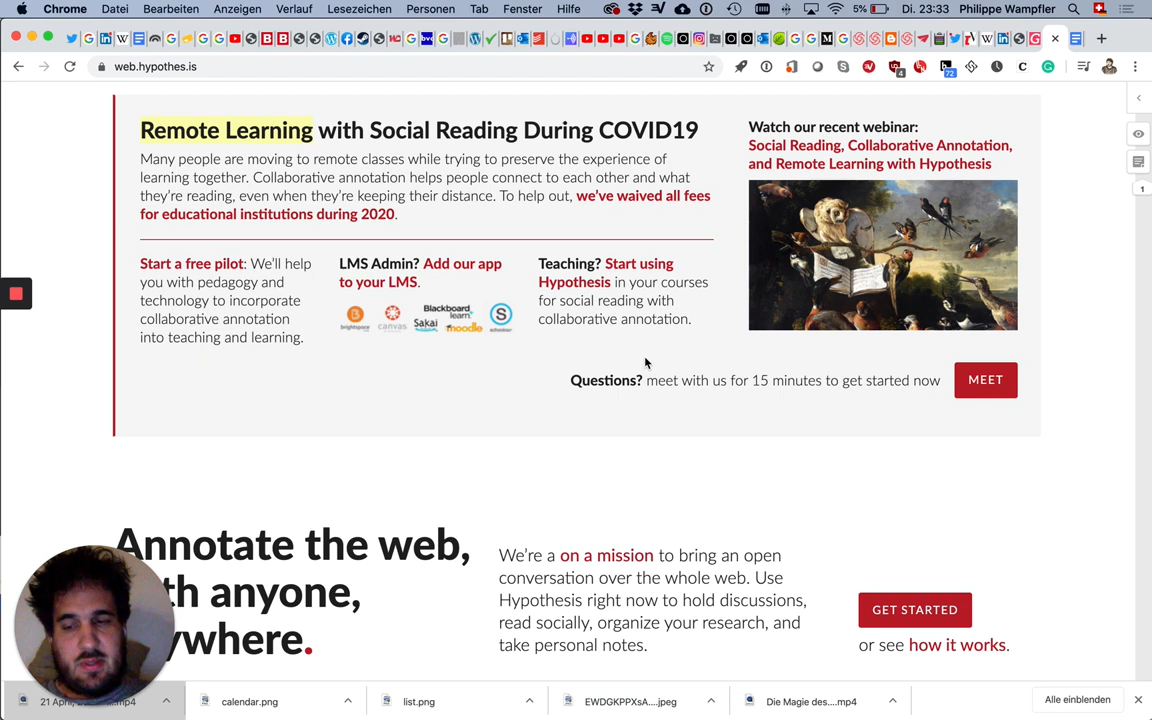 Chrome Datei Bearbeiten Anzeigen Verlauf Lesezeichen Personen Tab Fenster Hilfe 5% Di. 23:33 Philippe Wampfler
web.hypothes.is
4
72
Remote Learning with Social Reading During COVID19
Many people are moving to remote classes while trying to preserve the experience of
learning together. Collaborative annotation helps people connect to each other and what
they're reading, even when they're keeping their distance. To help out, we've waived all fees
for educational institutions during 2020.
Start a free pilot: We'll help
you with pedagogy and
technology to incorporate
collaborative annotation
into teaching and learning.
LMS Admin? Add our app
to your LMS.
brightspace canvas Sakai Blackboard learn moodle schoology
Teaching? Start using
Hypothesis in your courses
for social reading with
collaborative annotation.
Watch our recent webinar:
Social Reading, Collaborative Annotation,
and Remote Learning with Hypothesis
1
Questions? meet with us for 15 minutes to get started now
MEET
Annotate the web,
th anyone,
ywhere.
We're a on a mission to bring an open
conversation over the whole web. Use
Hypothesis right now to hold discussions,
read socially, organize your research, and
take personal notes.
GET STARTED
or see how it works.
21 April, ....mp4
calendar.png
list.png
EWDGKPPXsA....jpeg
Die Magie des....mp4
Alle einblenden